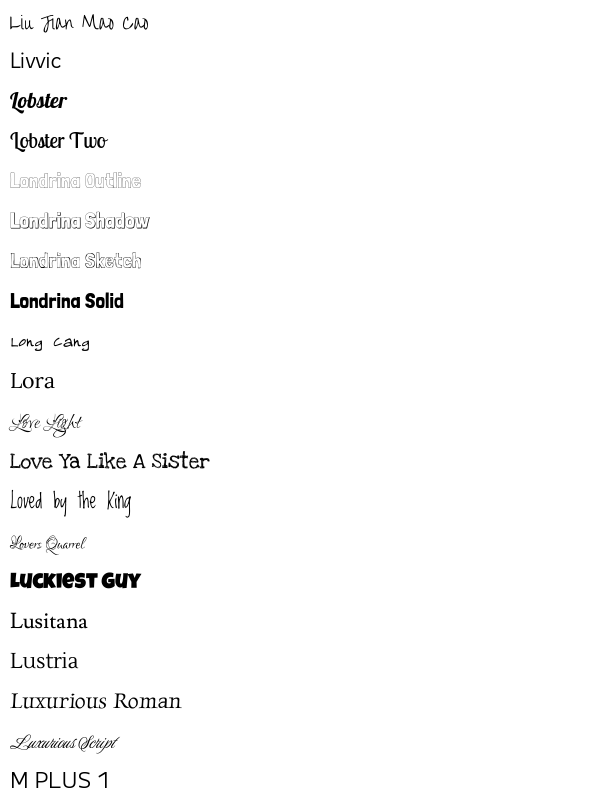 Liu Jian Mao Cao
Livvic
Lobster
Lobster Two
Londrina Outline
Londrina Shadow
Londrina Sketch
Londrina Solid
Long Cang
Lora
Love Light
Love Ya Like A Sister
Loved by the King
Lovers Quarrel
Luckiest Guy
Lusitana
Lustria
Luxurious Roman
Luxurious Script
M PLUS 1